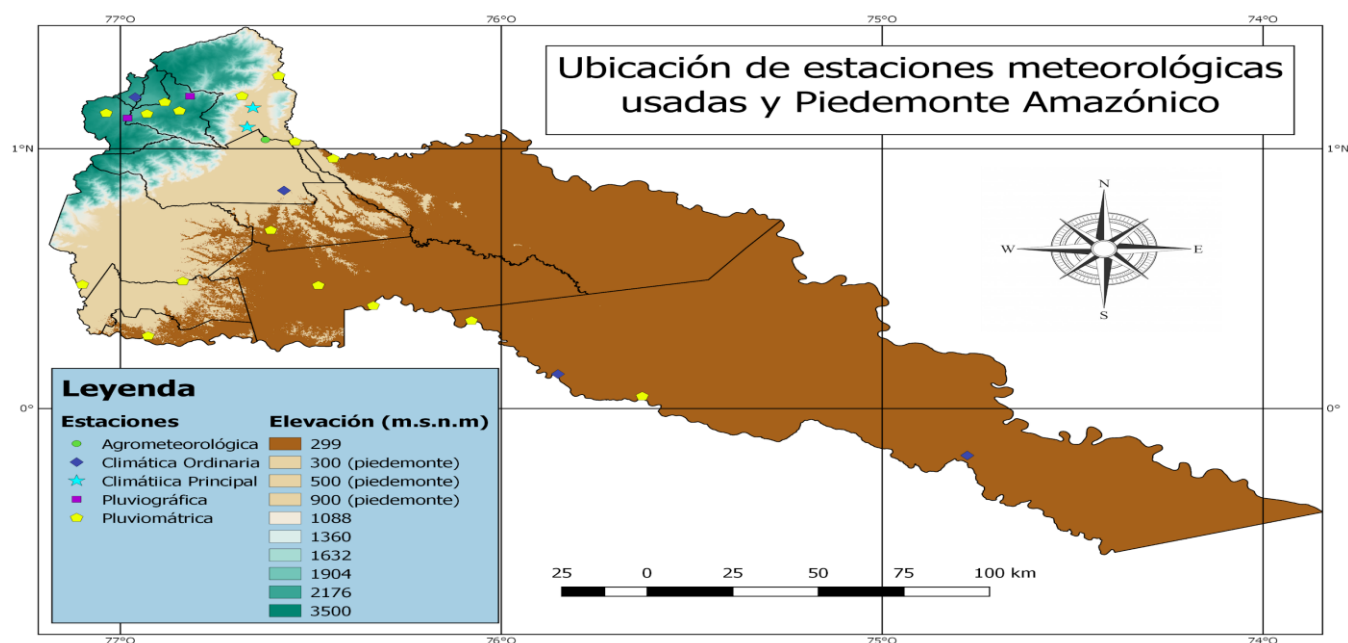 77°O 76°O 75°O 74°O
Ubicación de estaciones meteorológicas
usadas y Piedemonte Amazónico
1°N 1°N
N
W E
S
Leyenda
Estaciones
Agrometeorológica
Climática Ordinaria
Climátiica Principal
Pluviográfica
Pluviomátrica
Elevación (m.s.n.m)
299
300 (piedemonte)
500 (piedemonte)
900 (piedemonte)
1088
1360
1632
1904
2176
3500
0° 0°
25 0 25 50 75 100 km
77°O 76°O 75°O 74°O